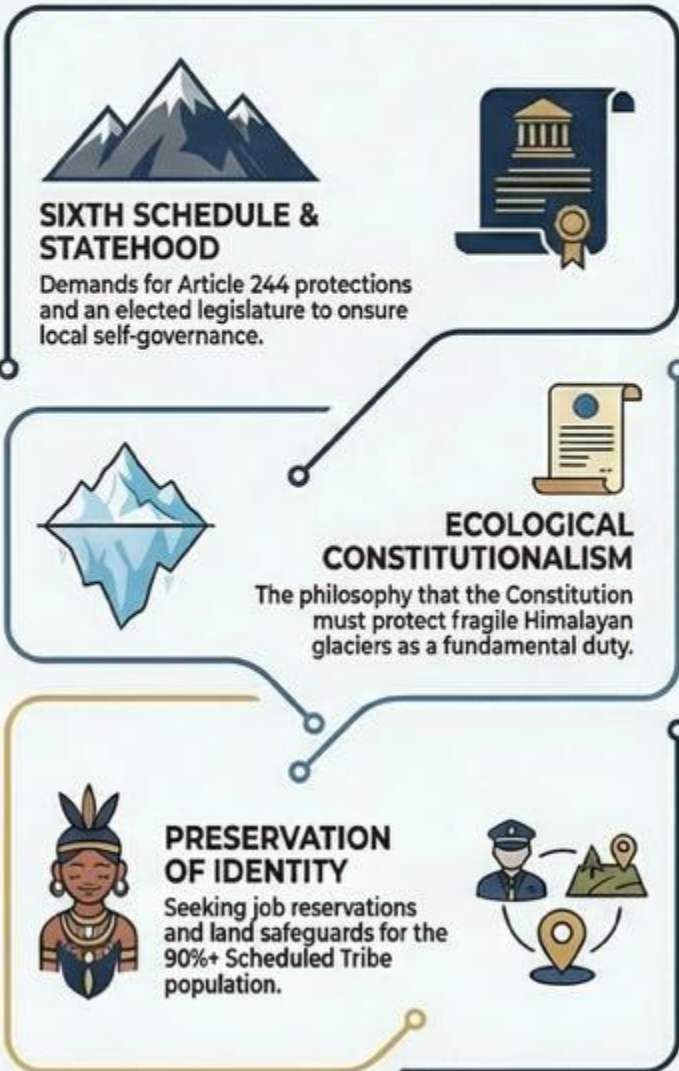 SIXTH SCHEDULE &
STATEHOOD
Demands for Article 244 protections
and an elected legislature to onsure
local self-governance.
ECOLOGICAL
CONSTITUTIONALISM
The philosophy that the Constitution
must protect fragile Himalayan
glaciers as a fundamental duty.
PRESERVATION
OF IDENTITY
Seeking job reservations
and land safeguards for the
90%+ Scheduled Tribe
population.